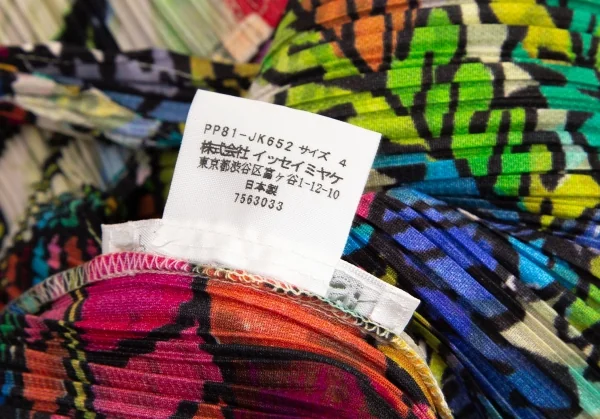 PP81-JK652 サイズ 4
株式会社 イッセイミヤケ
東京都渋谷区富ヶ谷1-12-10
日本製
7563033